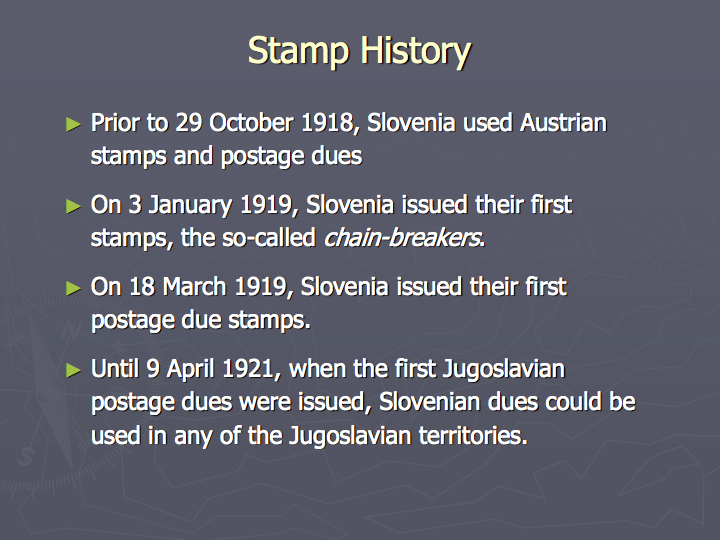 Stamp History
► Prior to 29 October 1918, Slovenia used Austrian
stamps and postage dues
► On 3 January 1919, Slovenia issued their first
stamps, the so-called chain-breakers.
► On 18 March 1919, Slovenia issued their first
postage due stamps.
► Until 9 April 1921, when the first Jugoslavian
postage dues were issued, Slovenian dues could be
used in any of the Jugoslavian territories.
N
S